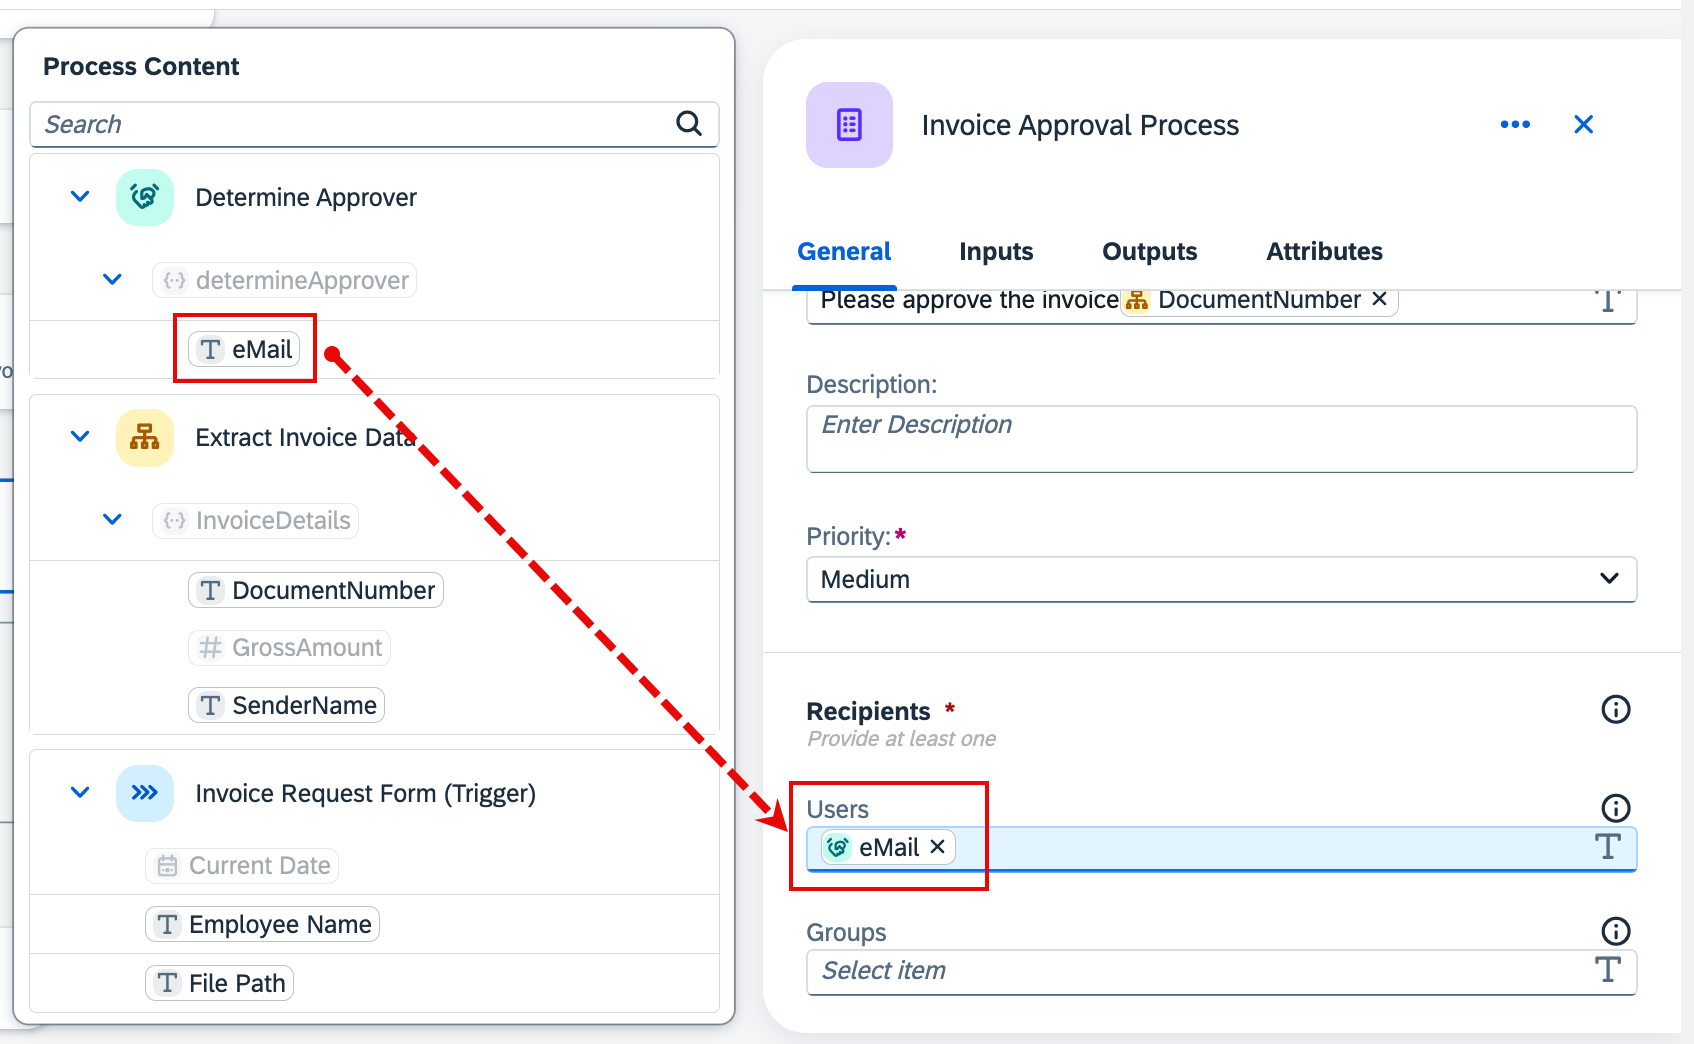 Process Content
Search
Determine Approver
determineApprover
eMail
Extract Invoice Data
InvoiceDetails
DocumentNumber
GrossAmount
SenderName
Invoice Request Form (Trigger)
Current Date
Employee Name
File Path
Invoice Approval Process
General Inputs Outputs Attributes
Please approve the invoice DocumentNumber
Description:
Enter Description
Priority:*
Medium
Recipients *
Provide at least one
Users
eMail
Groups
Select item